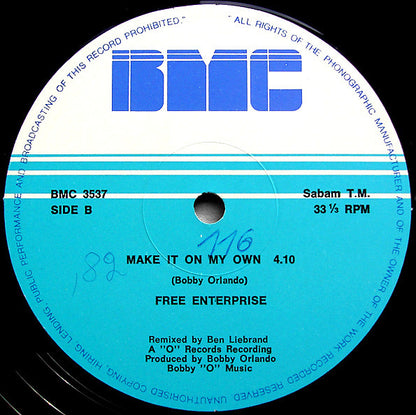 ALL RIGHTS OF THE PHONOGRAPHIC MANUFACTURER AND OF THE OWNER OF THE WORK RECORDED RESERVED
UNAUTHORISED COPYING, HIRING, LENDING, PUBLIC PERFORMANCE AND BROADCASTING OF THIS RECORD PROHIBITED.
BMC
BMC 3537 Sabam T.M.
SIDE B 33 ⅓ RPM
116
,82
MAKE IT ON MY OWN 4.10
(Bobby Orlando)
FREE ENTERPRISE
Remixed by Ben Liebrand
A "O" Records Recording
Produced by Bobby Orlando
Bobby "O" Music